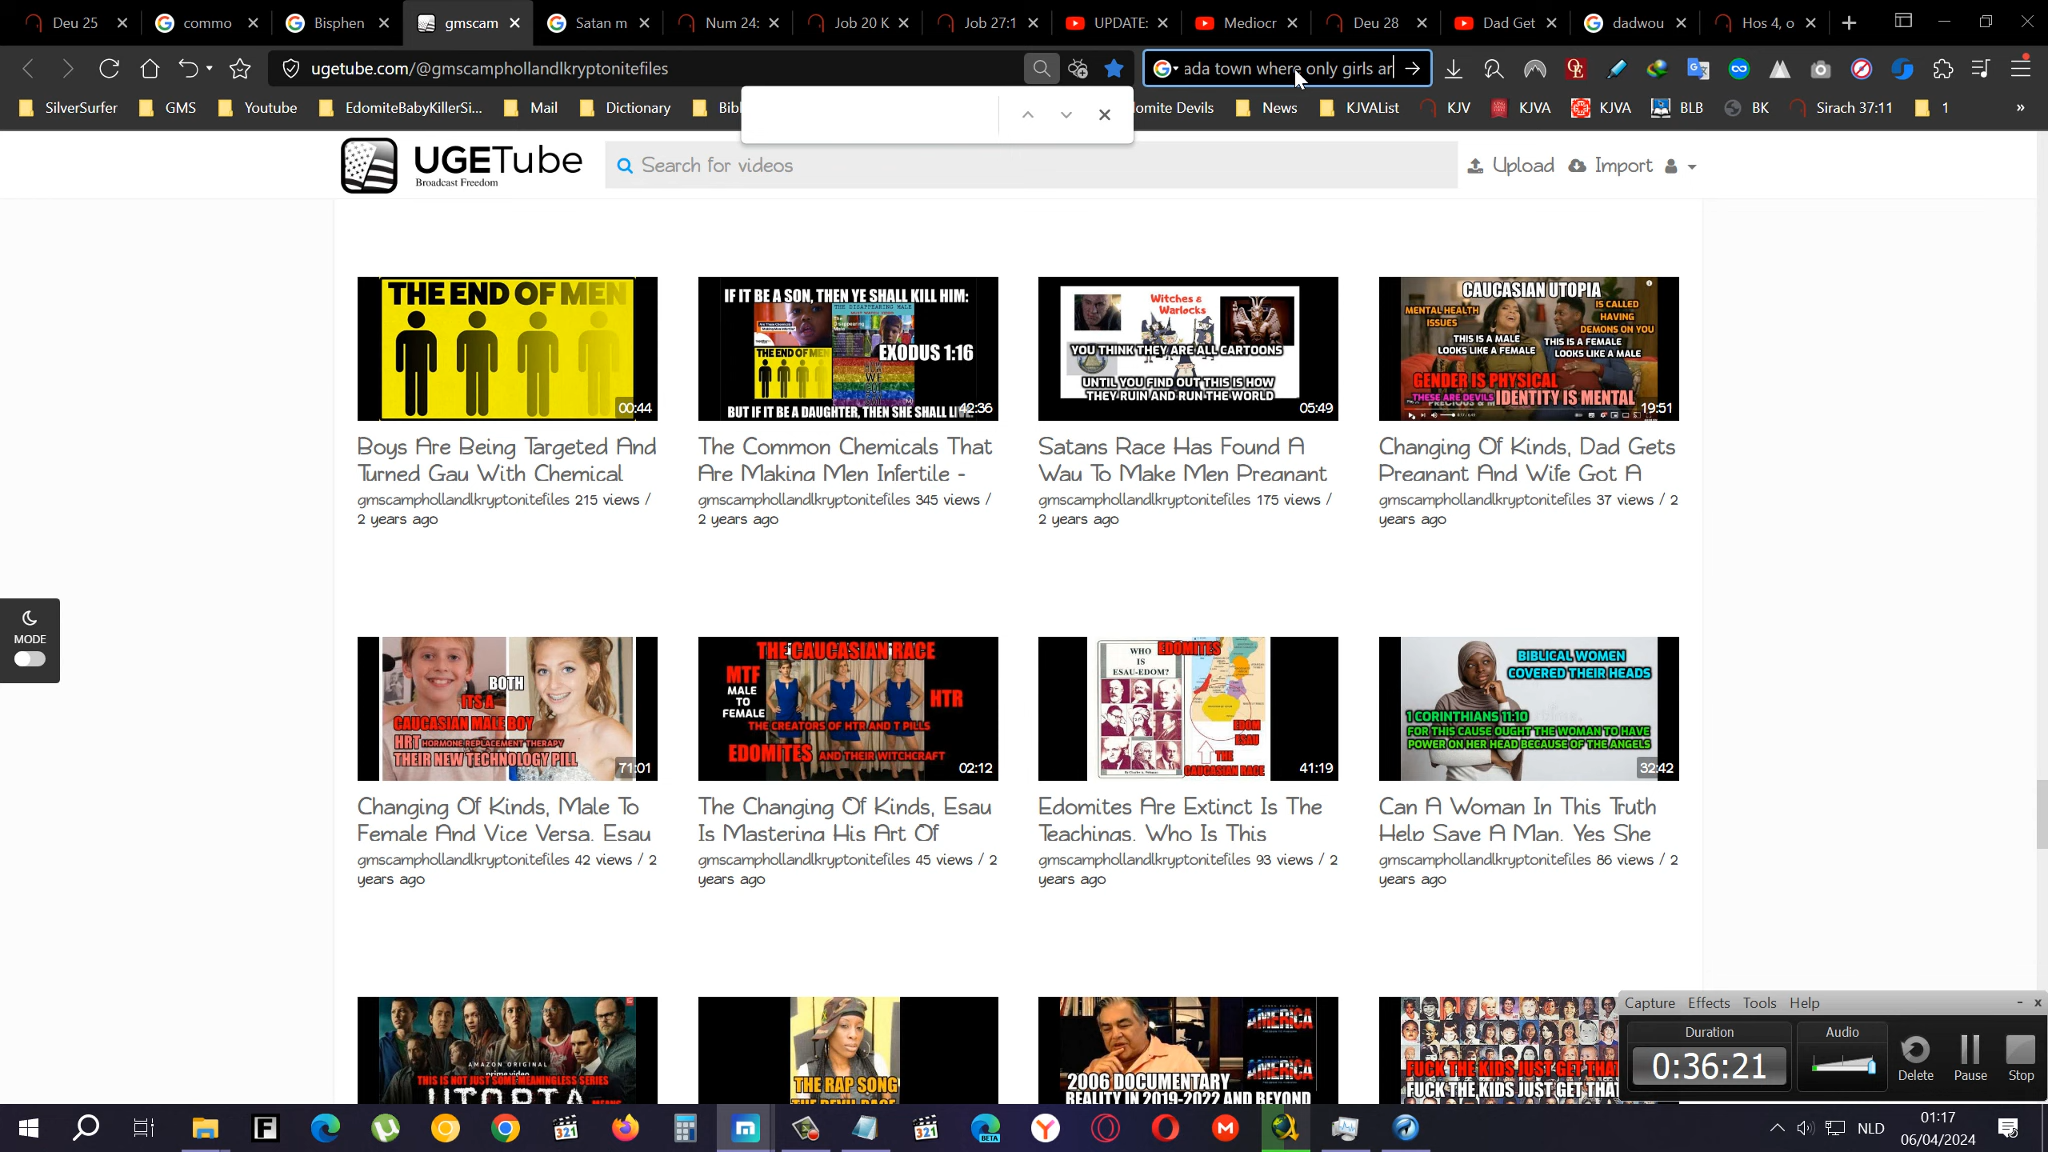 Deu 25
commo
Bisphen
gmscam
Satan m
Num 24:
Job 20 K
Job 27:1
UPDATE:
Mediocr
Deu 28
Dad Get
dadwou
Hos 4, o
ugetube.com/@gmscamphollandlkryptonitefiles
ada town where only girls ar
SilverSurfer
GMS
Youtube
EdomiteBabyKillerSi...
Mail
Dictionary
Bibl
omite Devils
News
KJVAList
KJV
KJVA
KJVA
BLB
BK
Sirach 37:11
1
UGETube
Broadcast Freedom
Search for videos
Upload
Import
MODE
THE END OF MEN
00:44
IF IT BE A SON, THEN YE SHALL KILL HIM:
THE END OF MEN
EXODUS 1:16
BUT IF IT BE A DAUGHTER, THEN SHE SHALL LIVE
42:36
Witches &
Warlocks
YOU THINK THEY ARE ALL CARTOONS
UNTIL YOU FIND OUT THIS IS HOW
THEY RUIN AND RUN THE WORLD
05:49
CAUCASIAN UTOPIA
MENTAL HEALTH
ISSUES
IS CALLED
HAVING
DEMONS ON YOU
THIS IS A MALE
LOOKS LIKE A FEMALE
THIS IS A FEMALE
LOOKS LIKE A MALE
GENDER IS PHYSICAL
THESE ARE DEVILS
IDENTITY IS MENTAL
19:51
Boys Are Being Targeted And
Turned Gay With Chemical
gmscamphollandlkryptonitefiles 215 views /
2 years ago
The Common Chemicals That
Are Making Men Infertile -
gmscamphollandlkryptonitefiles 345 views /
2 years ago
Satans Race Has Found A
Way To Make Men Pregnant
gmscamphollandlkryptonitefiles 175 views /
2 years ago
Changing Of Kinds, Dad Gets
Pregnant And Wife Got A
gmscamphollandlkryptonitefiles 37 views / 2
years ago
BOTH
ITS A
CAUCASIAN MALE BOY
HRT HORMONE REPLACEMENT THERAPY
THEIR NEW TECHNOLOGY PILL
71:01
THE CAUCASIAN RACE
MTF
MALE
TO
FEMALE
HTR
THE CREATORS OF HTR AND T PILLS
EDOMITES AND THEIR WITCHCRAFT
02:12
WHO
IS
ESAU-EDOM?
EDOMITES
EDOM
ESAU
THE
CAUCASIAN RACE
41:19
BIBLICAL WOMEN
COVERED THEIR HEADS
1 CORINTHIANS 11:10
FOR THIS CAUSE OUGHT THE WOMAN TO HAVE
POWER ON HER HEAD BECAUSE OF THE ANGELS
32:42
Changing Of Kinds, Male To
Female And Vice Versa. Esau
gmscamphollandlkryptonitefiles 42 views / 2
years ago
The Changing Of Kinds, Esau
Is Mastering His Art Of
gmscamphollandlkryptonitefiles 45 views / 2
years ago
Edomites Are Extinct Is The
Teachings. Who Is This
gmscamphollandlkryptonitefiles 93 views / 2
years ago
Can A Woman In This Truth
Help Save A Man. Yes She
gmscamphollandlkryptonitefiles 86 views / 2
years ago
AMAZON ORIGINAL
prime video
THIS IS NOT JUST SOME MEANINGLESS SERIES
UTOPIA
THE RAP SONG
THE DEVIL RACE
AMERICA
AMERICA
2006 DOCUMENTARY
REALITY IN 2019-2022 AND BEYOND
FUCK THE KIDS JUST GET THAT
FUCK THE KIDS JUST GET THAT
Capture Effects Tools Help
Duration
0:36:21
Audio
Delete
Pause
Stop
NLD
01:17
06/04/2024